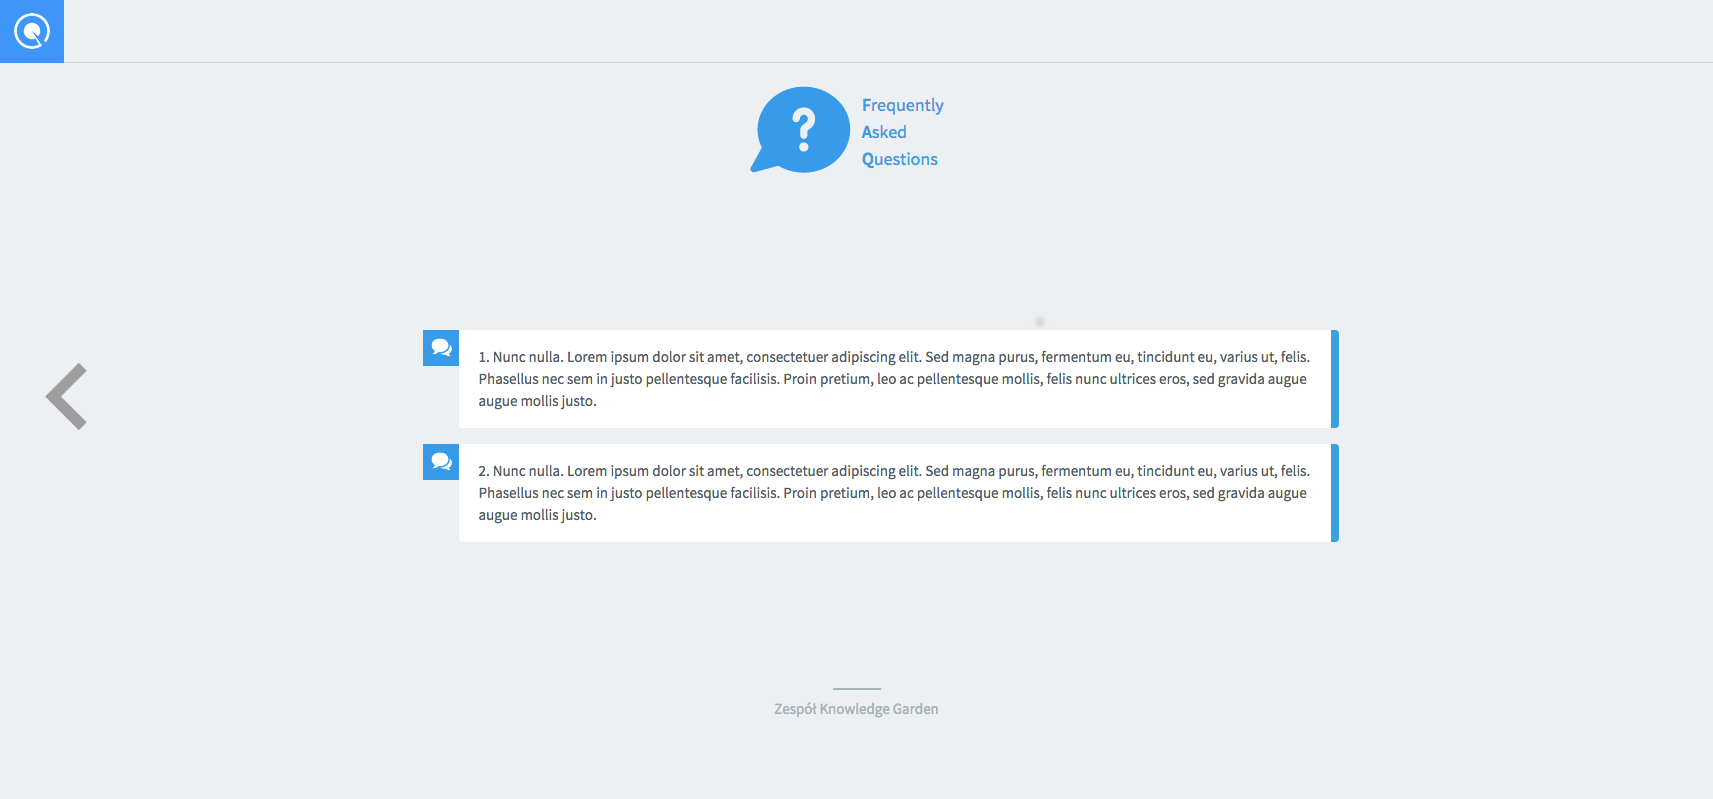 Frequently
Asked
Questions
1. Nunc nulla. Lorem ipsum dolor sit amet, consectetuer adipiscing elit. Sed magna purus, fermentum eu, tincidunt eu, varius ut, felis.
Phasellus nec sem in justo pellentesque facilisis. Proin pretium, leo ac pellentesque mollis, felis nunc ultrices eros, sed gravida augue
augue mollis justo.
2. Nunc nulla. Lorem ipsum dolor sit amet, consectetuer adipiscing elit. Sed magna purus, fermentum eu, tincidunt eu, varius ut, felis.
Phasellus nec sem in justo pellentesque facilisis. Proin pretium, leo ac pellentesque mollis, felis nunc ultrices eros, sed gravida augue
augue mollis justo.
Zespół Knowledge Garden